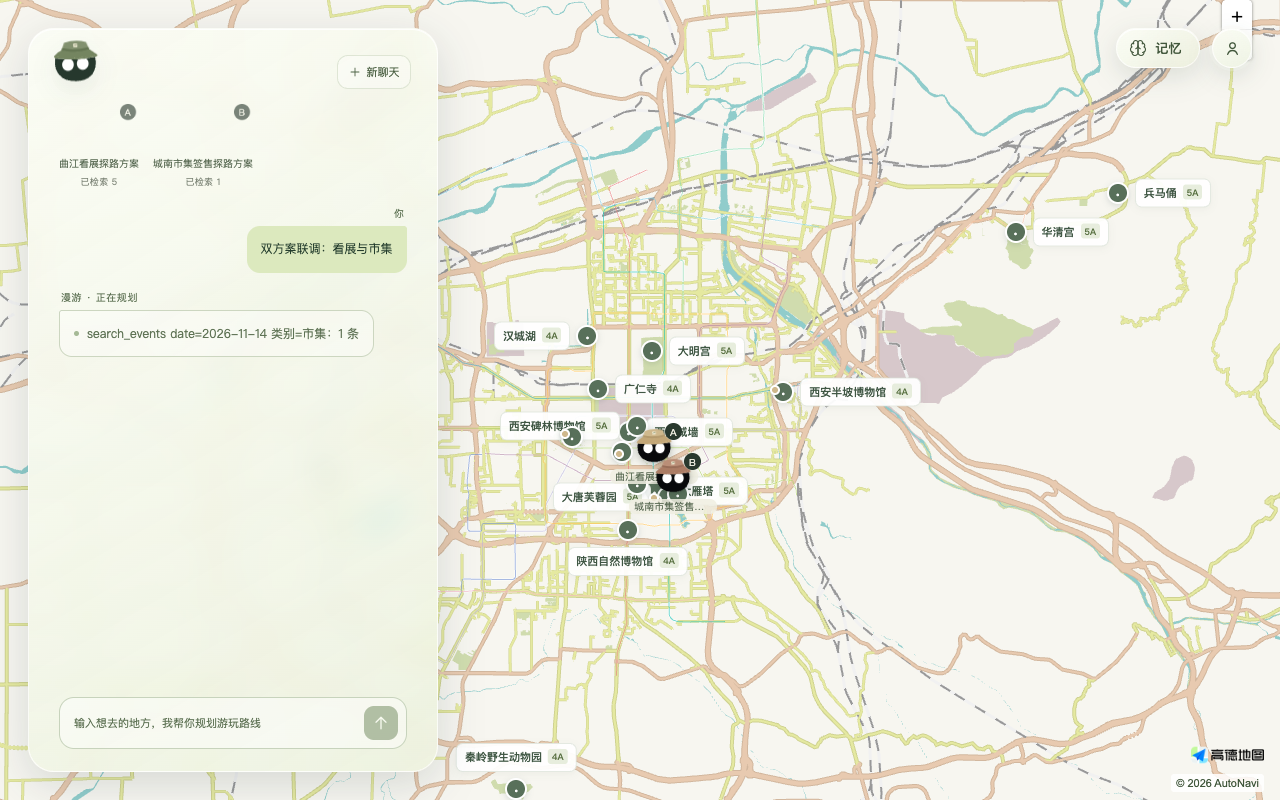 新聊天
A
B
曲江看展探路方案
城南市集签售探路方案
已检索 5
已检索 1
你
双方案联调：看展与市集
漫游 · 正在规划
search_events date=2026-11-14 类别=市集：1 条
输入想去的地方，我帮你规划游玩路线
+
记忆
兵马俑 5A
华清宫 5A
汉城湖 4A
大明宫 5A
广仁寺 4A
西安半坡博物馆 4A
西安碑林博物馆 5A
城墙 5A
A
B
曲江看展
大唐芙蓉园 5A
大雁塔 5A
城南市集签售…
陕西自然博物馆 4A
秦岭野生动物园 4A
高德地图
© 2026 AutoNavi